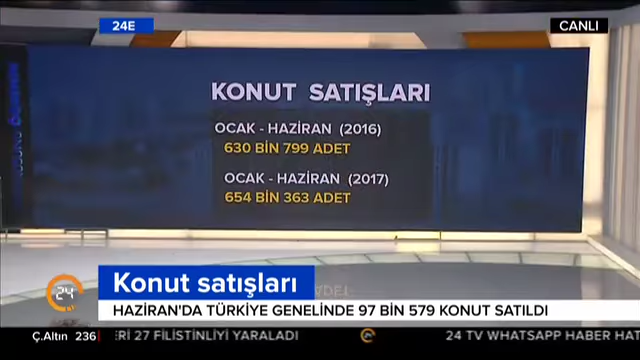 24E
CANLI
KONUT SATIŞLARI
OCAK - HAZİRAN (2016)
630 BİN 799 ADET
OCAK - HAZİRAN (2017)
654 BİN 363 ADET
Konut satışları
24
HAZİRAN'DA TÜRKİYE GENELİNDE 97 BİN 579 KONUT SATILDI
Ç.Altın 236 ERİ 27 FİLİSTİNLİYİ YARALADI 24 TV WHATSAPP HABER HAT